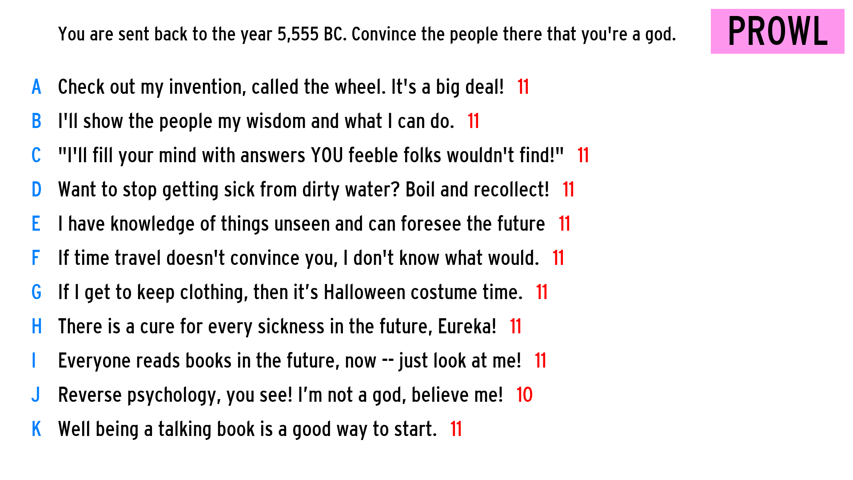 You are sent back to the year 5,555 BC. Convince the people there that you're a god.
PROWL
A Check out my invention, called the wheel. It's a big deal! 11
B I'll show the people my wisdom and what I can do. 11
C "I'll fill your mind with answers YOU feeble folks wouldn't find!" 11
D Want to stop getting sick from dirty water? Boil and recollect! 11
E I have knowledge of things unseen and can foresee the future 11
F If time travel doesn't convince you, I don't know what would. 11
G If I get to keep clothing, then it’s Halloween costume time. 11
H There is a cure for every sickness in the future, Eureka! 11
I Everyone reads books in the future, now -- just look at me! 11
J Reverse psychology, you see! I’m not a god, believe me! 10
K Well being a talking book is a good way to start. 11